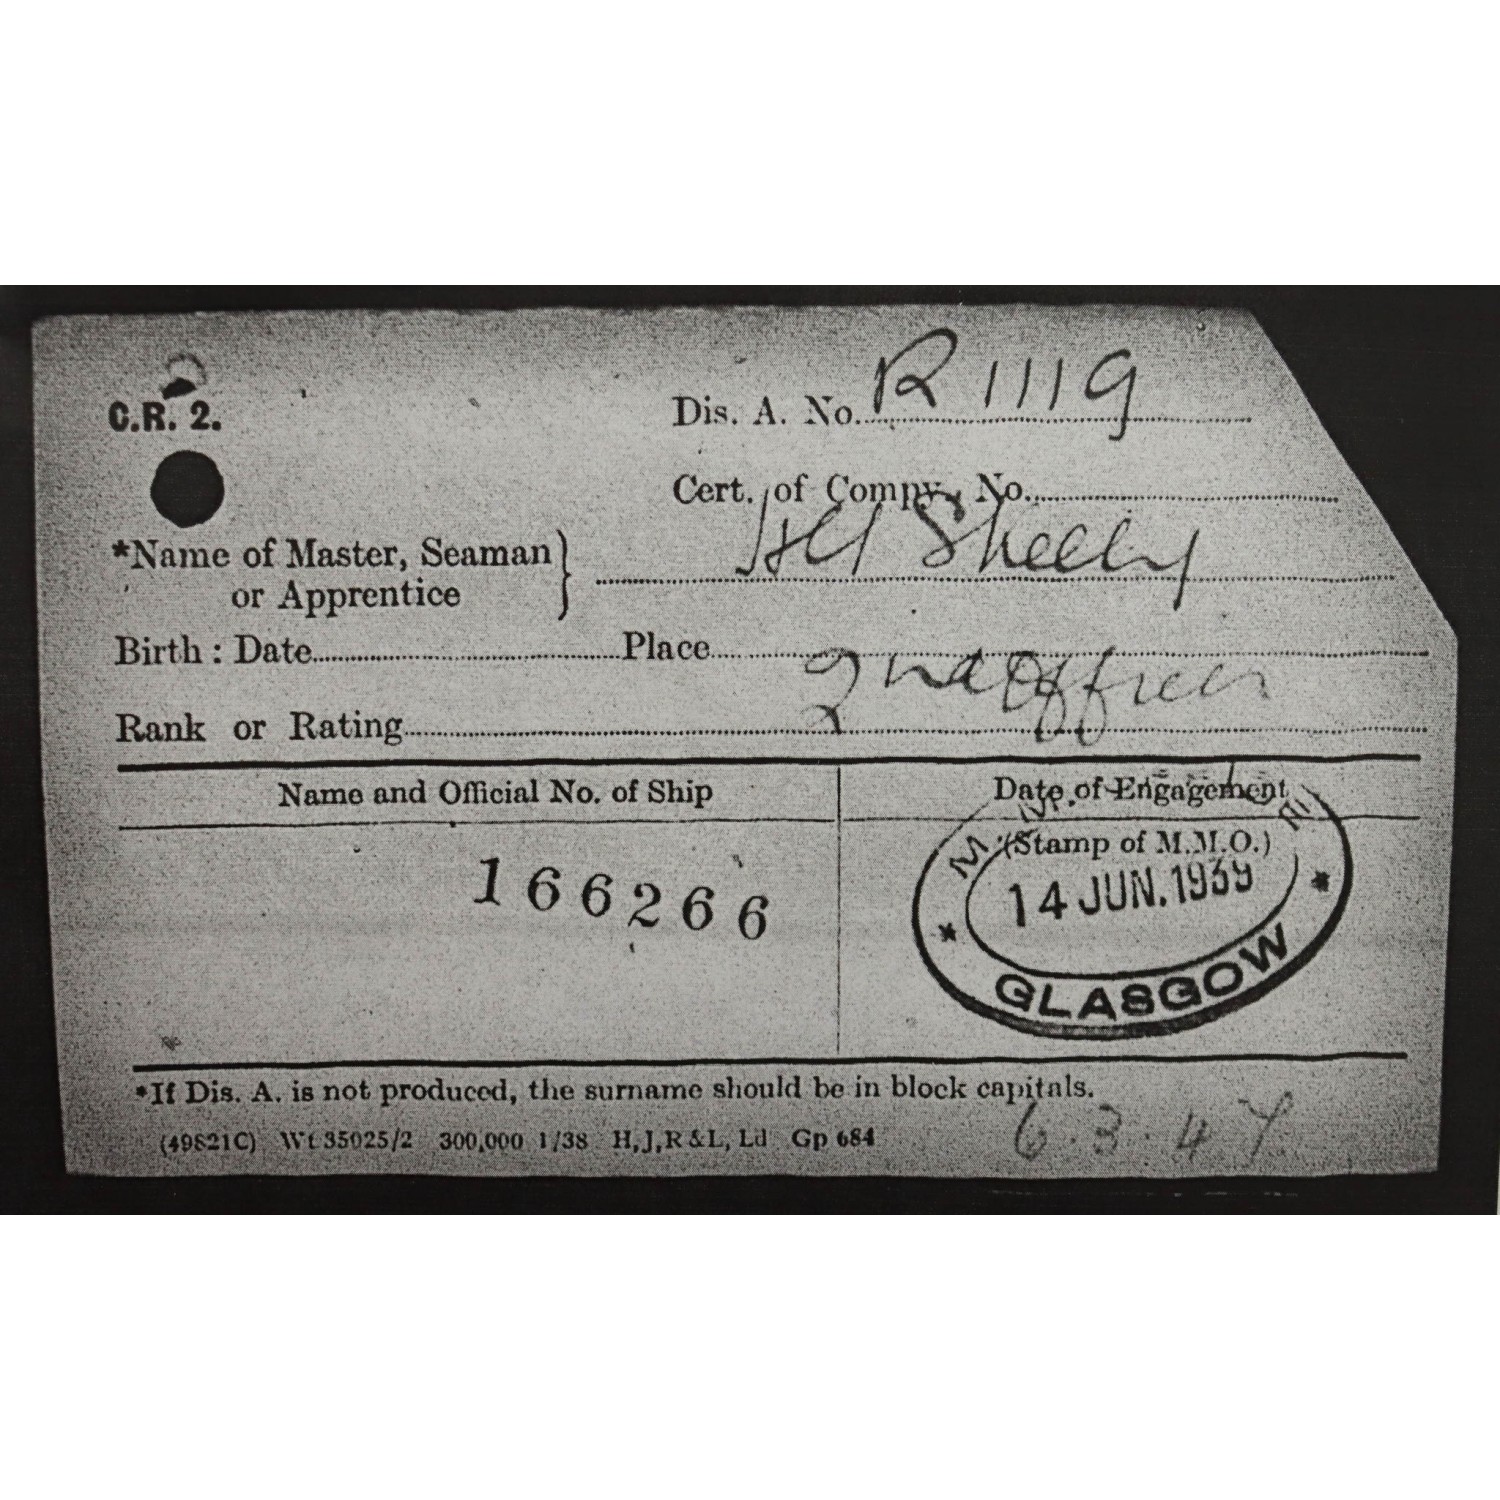 C.R. 2.
Dis. A. No. R 1119
Cert. of Compy. No.
*Name of Master, Seaman
or Apprentice
Skelly
Birth : Date Place
Rank or Rating 2nd Officer
Name and Official No. of Ship
Date of Engagement
(Stamp of M.M.O.)
166266
14 JUN. 1939
GLASGOW
*If Dis. A. is not produced, the surname should be in block capitals.
(49821C) Wt 35025/2 300,000 1/38 H,J,R & L, Ld Gp 684
6.3.47